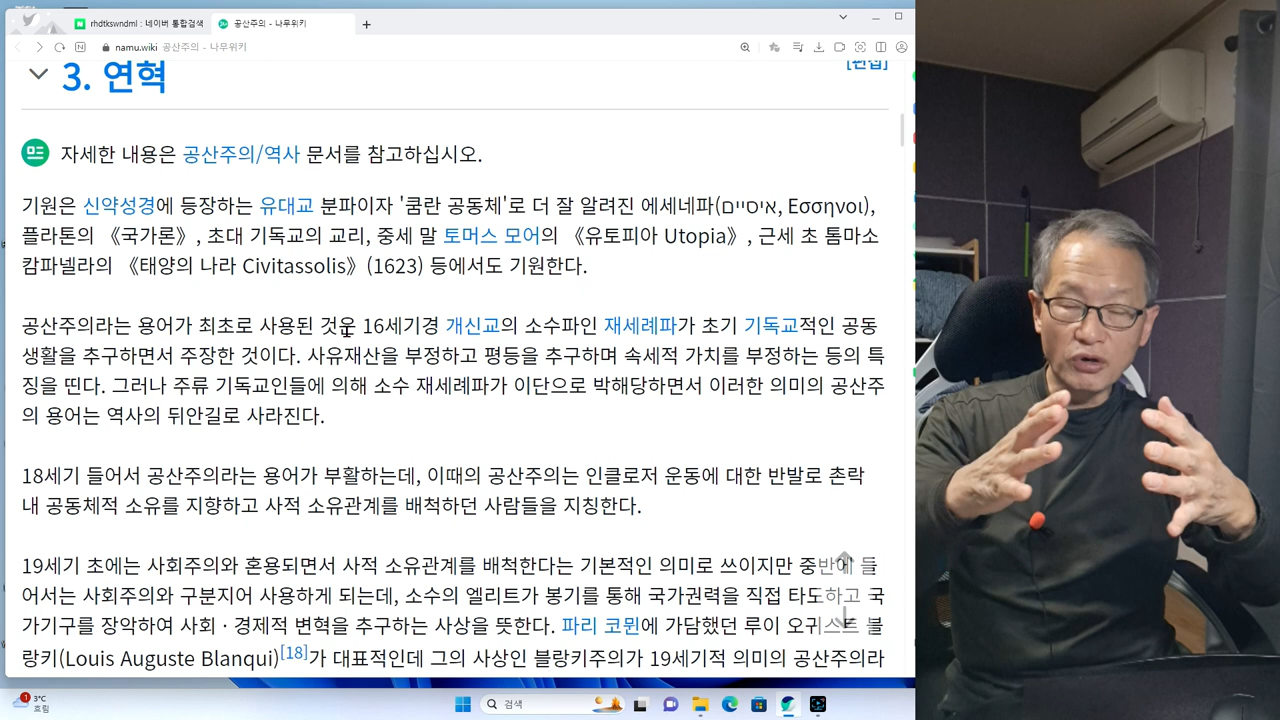 rhdtkswndml : 네이버 통합검색
공산주의 - 나무위키
namu.wiki 공산주의 - 나무위키
3. 연혁
[편집]
자세한 내용은 공산주의/역사 문서를 참고하십시오.
기원은 신약성경에 등장하는 유대교 분파이자 '쿰란 공동체'로 더 잘 알려진 에세네파(איסיים, Εσσηνοι),
플라톤의 《국가론》, 초대 기독교의 교리, 중세 말 토머스 모어의 《유토피아 Utopia》, 근세 초 톰마소
캄파넬라의 《태양의 나라 Civitassolis》(1623) 등에서도 기원한다.
공산주의라는 용어가 최초로 사용된 것은 16세기경 개신교의 소수파인 재세례파가 초기 기독교적인 공동
생활을 추구하면서 주장한 것이다. 사유재산을 부정하고 평등을 추구하며 속세적 가치를 부정하는 등의 특
징을 띤다. 그러나 주류 기독교인들에 의해 소수 재세례파가 이단으로 박해당하면서 이러한 의미의 공산주
의 용어는 역사의 뒤안길로 사라진다.
18세기 들어서 공산주의라는 용어가 부활하는데, 이때의 공산주의는 인클로저 운동에 대한 반발로 촌락
내 공동체적 소유를 지향하고 사적 소유관계를 배척하던 사람들을 지칭한다.
19세기 초에는 사회주의와 혼용되면서 사적 소유관계를 배척한다는 기본적인 의미로 쓰이지만 중반에 들
어서는 사회주의와 구분지어 사용하게 되는데, 소수의 엘리트가 봉기를 통해 국가권력을 직접 타도하고 국
가기구를 장악하여 사회 · 경제적 변혁을 추구하는 사상을 뜻한다. 파리 코뮌에 가담했던 루이 오귀스트 블
랑키(Louis Auguste Blanqui)[18]가 대표적인데 그의 사상인 블랑키주의가 19세기적 의미의 공산주의라
1
3°C
흐림
검색